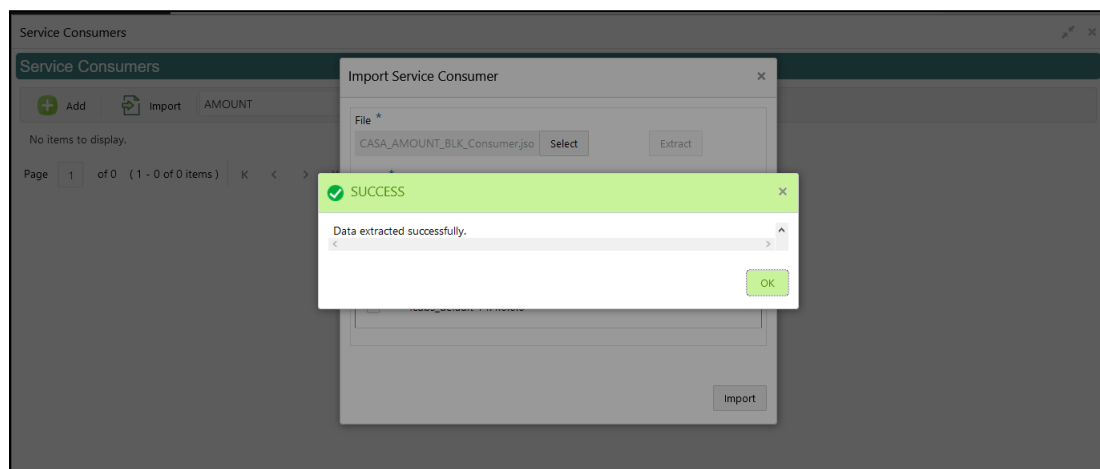 Service Consumers
Service Consumers
Add Import AMOUNT
No items to display.
Page 1 of 0 ( 1 - 0 of 0 items )
Import Service Consumer
File *
CASA_AMOUNT_BLK_Consumer.jso Select Extract
SUCCESS
Data extracted successfully.
OK
Import